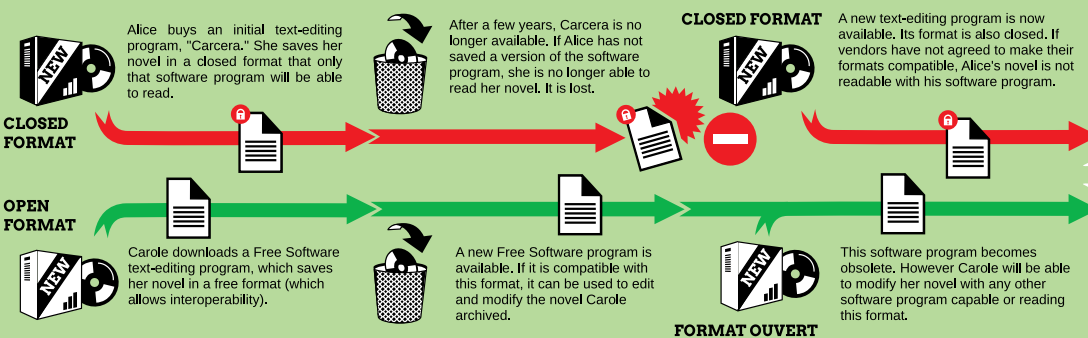 Alice buys an initial text-editing
program, "Carcera." She saves her
novel in a closed format that only
that software program will be able
to read.
NEW
CLOSED
FORMAT
After a few years, Carcera is no
longer available. If Alice has not
saved a version of the software
program, she is no longer able to
read her novel. It is lost.
CLOSED FORMAT
NEW
A new text-editing program is now
available. Its format is also closed. If
vendors have not agreed to make their
formats compatible, Alice's novel is not
readable with his software program.
OPEN
FORMAT
NEW
Carole downloads a Free Software
text-editing program, which saves
her novel in a free format (which
allows interoperability).
A new Free Software program is
available. If it is compatible with
this format, it can be used to edit
and modify the novel Carole
archived.
NEW
FORMAT OUVERT
This software program becomes
obsolete. However Carole will be able
to modify her novel with any other
software program capable or reading
this format.